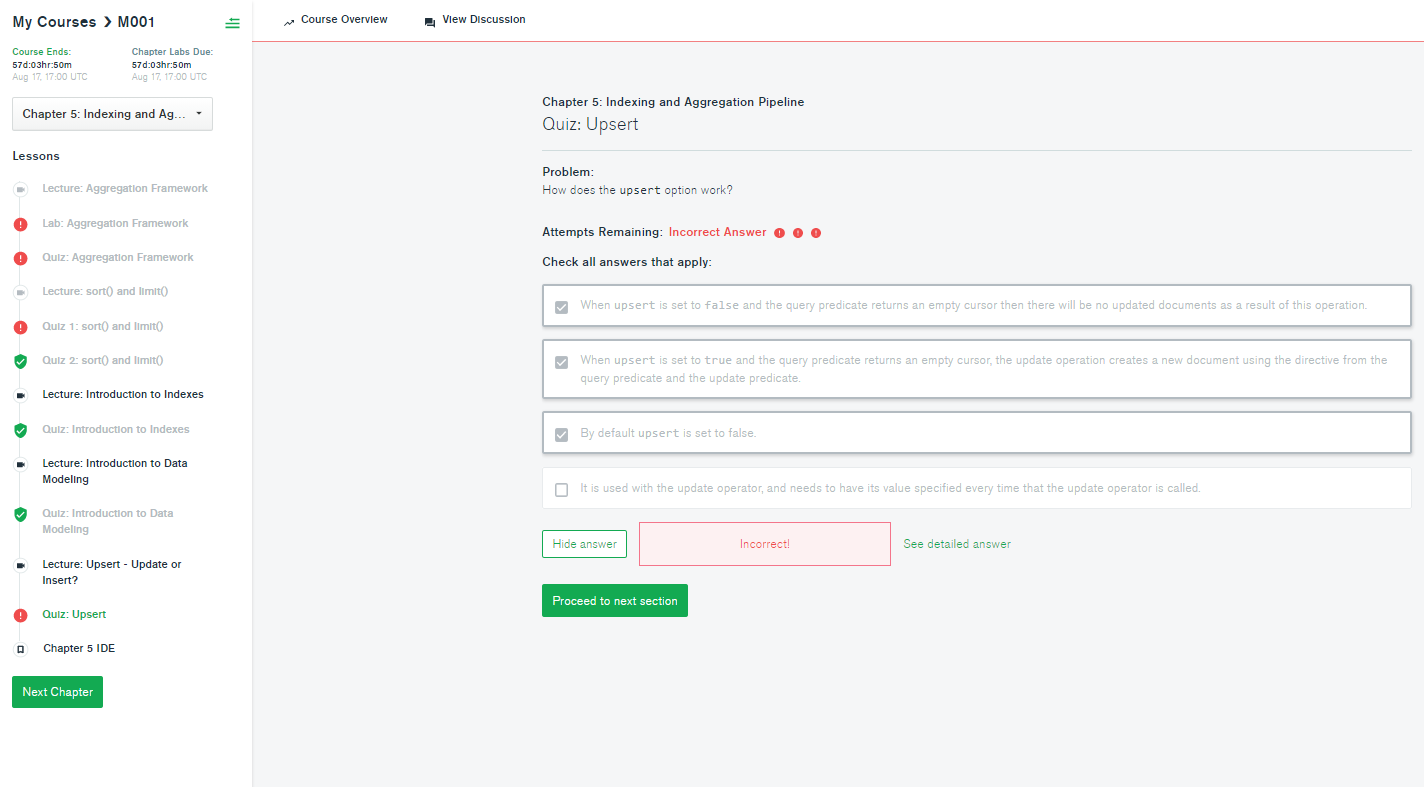 My Courses > M001
Course Overview
View Discussion
Course Ends:
57d:03hr:50m
Aug 17, 17:00 UTC
Chapter Labs Due:
57d:03hr:50m
Aug 17, 17:00 UTC
Chapter 5: Indexing and Ag...
Lessons
Lecture: Aggregation Framework
Lab: Aggregation Framework
Quiz: Aggregation Framework
Lecture: sort() and limit()
Quiz 1: sort() and limit()
Quiz 2: sort() and limit()
Lecture: Introduction to Indexes
Quiz: Introduction to Indexes
Lecture: Introduction to Data
Modeling
Quiz: Introduction to Data
Modeling
Lecture: Upsert - Update or
Insert?
Quiz: Upsert
Chapter 5 IDE
Next Chapter
Chapter 5: Indexing and Aggregation Pipeline
Quiz: Upsert
Problem:
How does the upsert option work?
Attempts Remaining: Incorrect Answer
Check all answers that apply:
When upsert is set to false and the query predicate returns an empty cursor then there will be no updated documents as a result of this operation.
When upsert is set to true and the query predicate returns an empty cursor, the update operation creates a new document using the directive from the
query predicate and the update predicate.
By default upsert is set to false.
It is used with the update operator, and needs to have its value specified every time that the update operator is called.
Hide answer
Incorrect!
See detailed answer
Proceed to next section